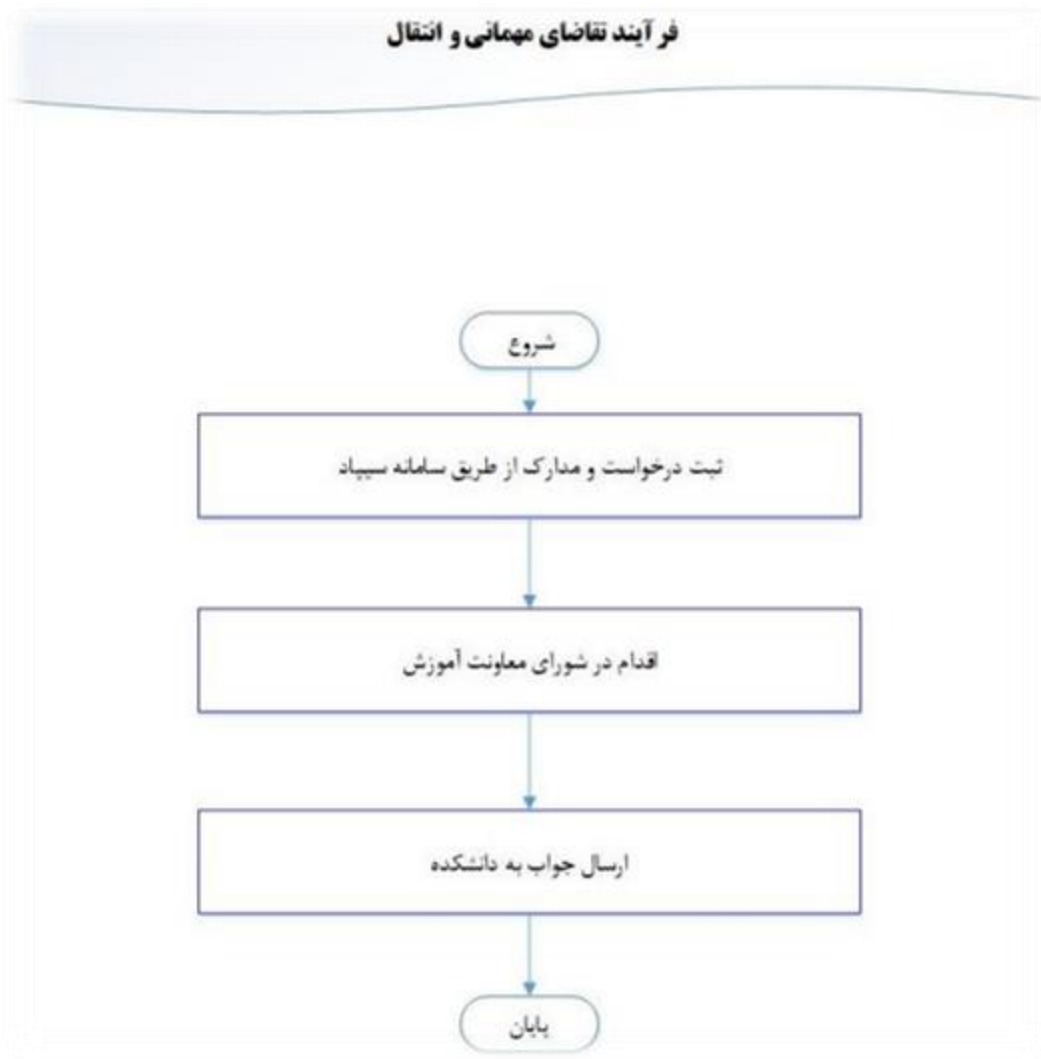 فرآیند تقاضای مهمانی و انتقال
شروع
ثبت درخواست و مدارک از طریق سامانه سیپاد
اقدام در شورای معاونت آموزش
ارسال جواب به دانشکده
پایان